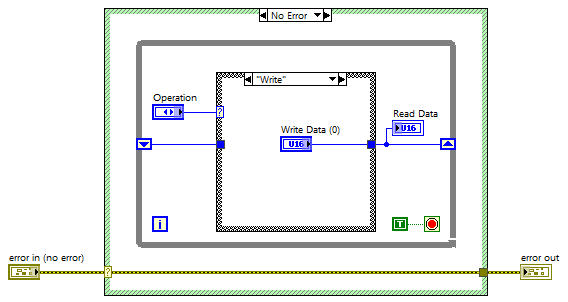 No Error
"Write"
Operation
?
Write Data (0)
U16
Read Data
U16
i
T
error in (no error)
?
error out